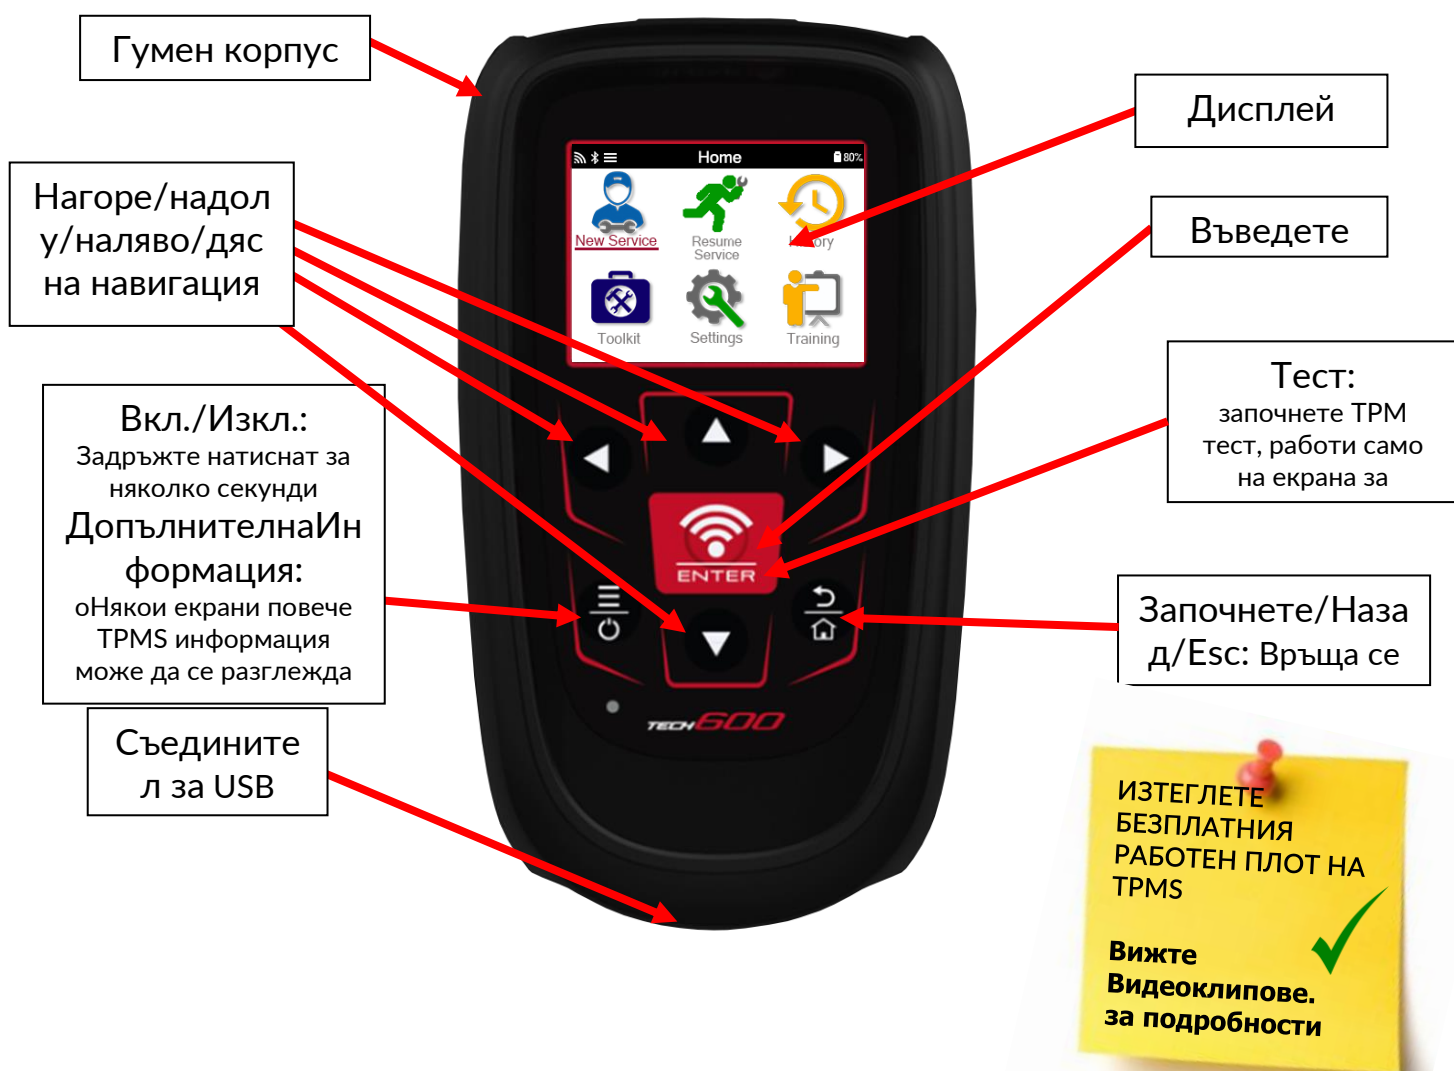 Гумен корпус
Дисплей
Нагоре/надол
у/наляво/дяс
на навигация
Въведете
Home
80%
New Service
Resume
Service
History
Toolkit
Settings
Training
Тест:
започнете ТРМ
тест, работи само
на екрана за
Вкл./Изкл.:
Задръжте натиснат за
няколко секунди
ДопълнителнаИн
формация:
оНякои екрани повече
TPMS информация
може да се разглежда
ENTER
Започнете/Наза
д/Esc: Връща се
TECH600
Съедините
л за USB
ИЗТЕГЛЕТЕ
БЕЗПЛАТНИЯ
РАБОТЕН ПЛОТ НА
TPMS
Вижте
Видеоклипове.
за подробности